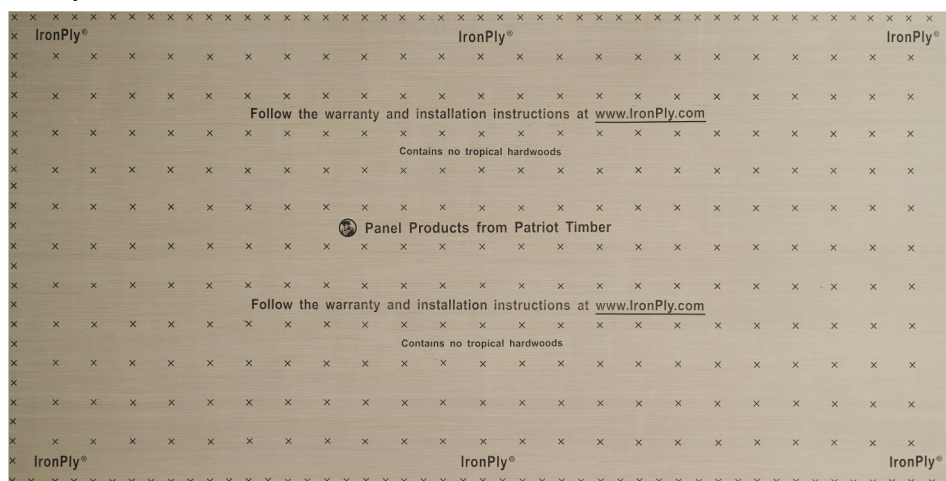 IronPly® IronPly® IronPly®
Follow the warranty and installation instructions at www.IronPly.com
Contains no tropical hardwoods
Panel Products from Patriot Timber
Follow the warranty and installation instructions at www.IronPly.com
Contains no tropical hardwoods
IronPly® IronPly® IronPly®